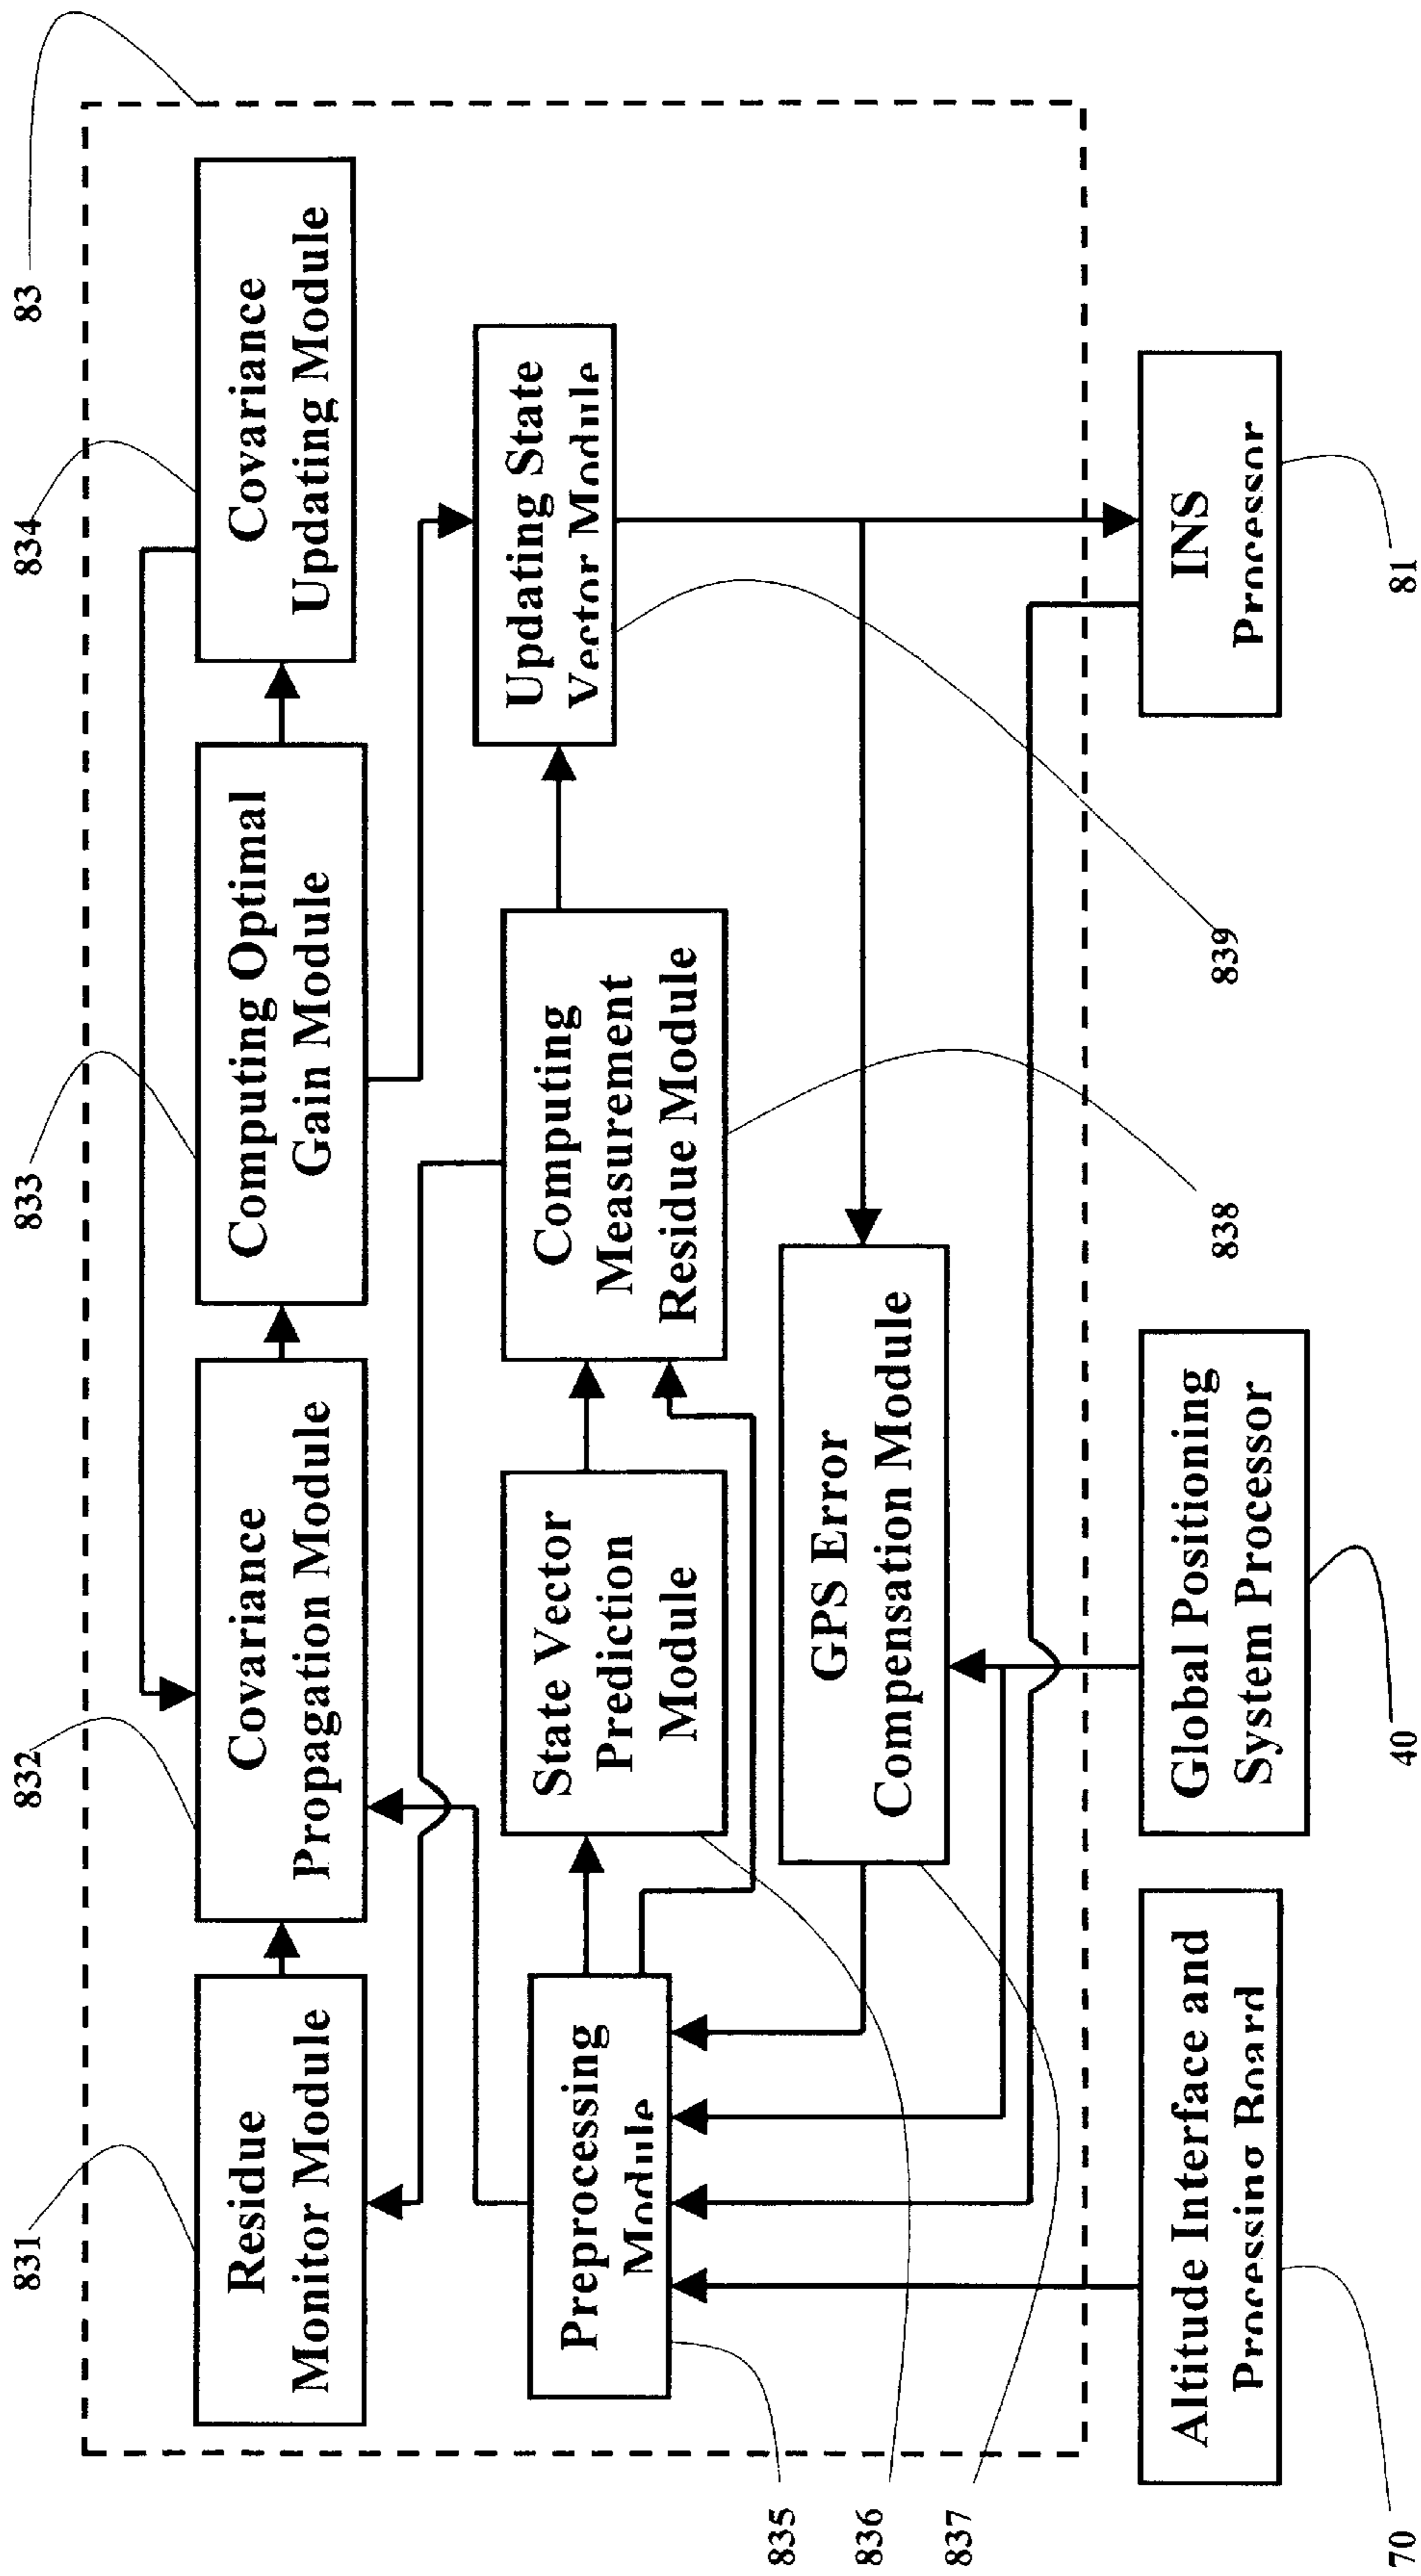 83
831
832
833
834
Residue
Monitor Module
Covariance
Propagation Module
Computing Optimal
Gain Module
Covariance
Updating Module
Preprocessing
Module
State Vector
Prediction
Module
Computing
Measurement
Residue Module
Updating State
Vector Module
GPS Error
Compensation Module
835
836
837
838
839
Altitude Interface and
Processing Board
Global Positioning
System Processor
INS
Processor
70
40
81